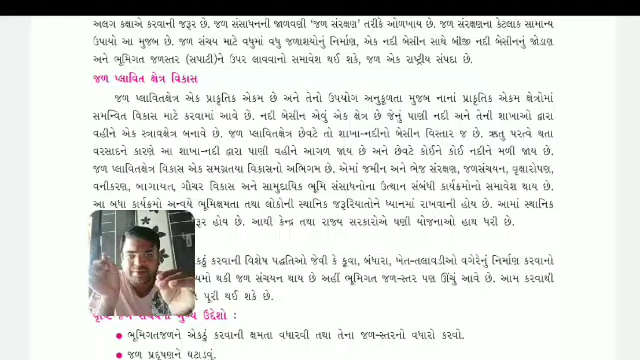 અલગ કક્ષાએ કરવાની જરૂર છે. જળ સંસાધનની જાળવણી ‘જળ સંરક્ષણ’ તરીકે ઓળખાય છે. જળ સંરક્ષણના કેટલાક સામાન્ય
ઉપાયો આ મુજબ છે. જળ સંચય માટે વધુમાં વધુ જળાશયોનું નિર્માણ, એક નદી બેસીન સાથે બીજી નદી બેસીનનું જોડાણ
અને ભૂમિગત જળસ્તર (સપાટી)ને ઉપર લાવવાનો સમાવેશ થઈ શકે, જળ એક રાષ્ટ્રીય સંપદા છે.
જળ પ્લાવિત ક્ષેત્ર વિકાસ
જળ પ્લાવિતક્ષેત્ર એક પ્રાકૃતિક એકમ છે અને તેનો ઉપયોગ અનુકૂળતા મુજબ નાનાં પ્રાકૃતિક એકમ ક્ષેત્રોમાં
સમન્વિત વિકાસ માટે કરવામાં આવે છે. નદી બેસીન એવું એક ક્ષેત્ર છે જેનું પાણી નદી અને તેની શાખાઓ દ્વારા
વહીને એક સ્ત્રાવક્ષેત્ર બનાવે છે. જળ પ્લાવિતક્ષેત્ર છેવટે તો શાખા-નદીનો બેસીન વિસ્તાર જ છે. ઋતુ પરત્વે થતા
વરસાદને કારણે આ શાખા-નદી દ્વારા પાણી વહીને આગળ જાય છે અને છેવટે કોઈને કોઈ નદીને મળી જાય છે.
જળ પ્લાવિતક્ષેત્ર વિકાસ એક સમગ્રતયા વિકાસનો અભિગમ છે. એમાં જમીન અને ભેજ સંરક્ષણ, જળસંચયન, વૃક્ષારોપણ,
વનીકરણ, બાગાયત, ગૌચર વિકાસ અને સામુદાયિક ભૂમિ સંસાધનોના ઉત્થાન સંબંધી કાર્યક્રમોનો સમાવેશ થાય છે.
આ બધા કાર્યક્રમો અન્વયે ભૂમિક્ષમતા તથા લોકોની સ્થાનિક જરૂરિયાતોને ધ્યાનમાં રાખવાની હોય છે. આમાં સ્થાનિક
હોય છે. આથી કેન્દ્ર તથા રાજ્ય સરકારોએ ઘણી યોજનાઓ હાથ ધરી છે.
કરવાની વિશેષ પદ્ધતિઓ જેવી કે કૂવા, બંધારા, ખેત-તલાવડીઓ વગેરેનું નિર્માણ કરવાનો
થકી જળ સંચયન થાય છે અહીં ભૂમિગત જળ-સ્તર પણ ઊંચું આવે છે. આમ કરવાથી
પૂરી થઈ શકે છે.
મુખ્ય ઉદ્દેશો :
● ભૂમિગતજળને એકઠું કરવાની ક્ષમતા વધારવી તથા તેના જળ-સ્તરનો વધારો કરવો.
● જળ પ્રદૂષણને ઘટાડવું.